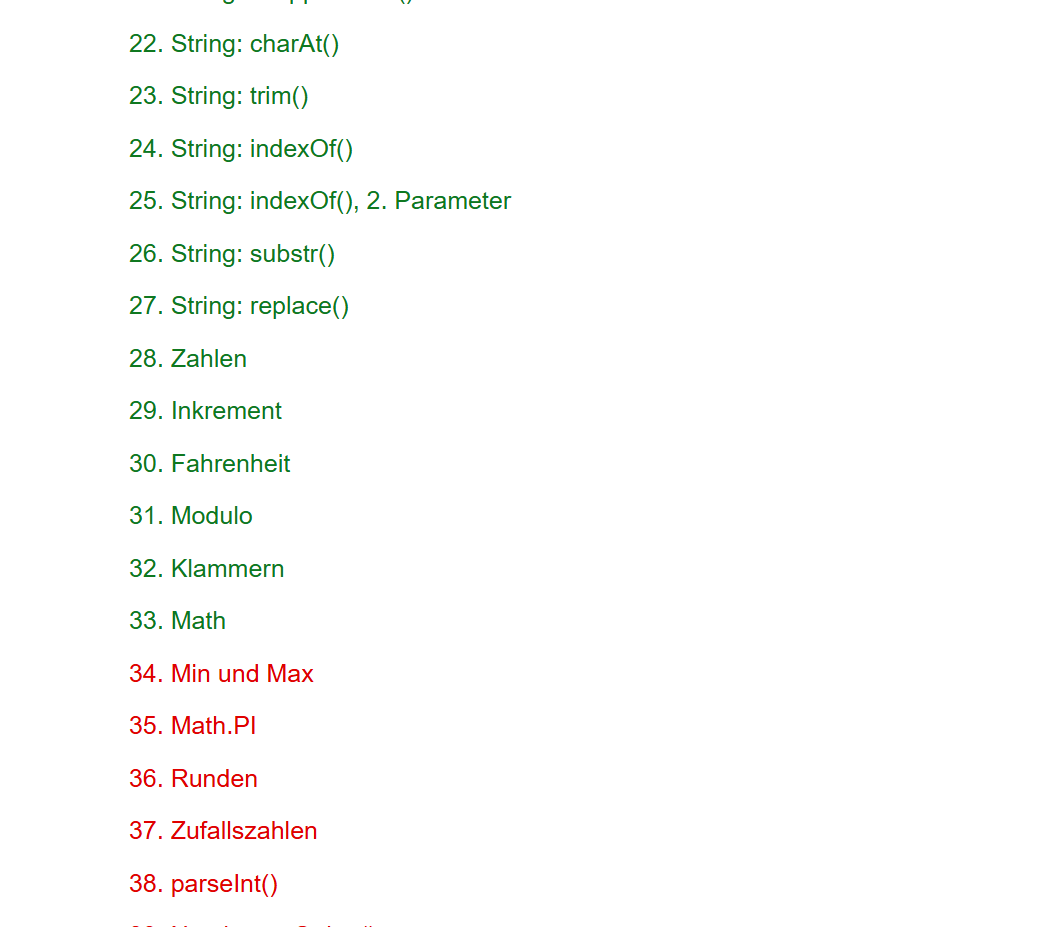 22. String: charAt()
23. String: trim()
24. String: indexOf()
25. String: indexOf(), 2. Parameter
26. String: substr()
27. String: replace()
28. Zahlen
29. Inkrement
30. Fahrenheit
31. Modulo
32. Klammern
33. Math
34. Min und Max
35. Math.PI
36. Runden
37. Zufallszahlen
38. parseInt()